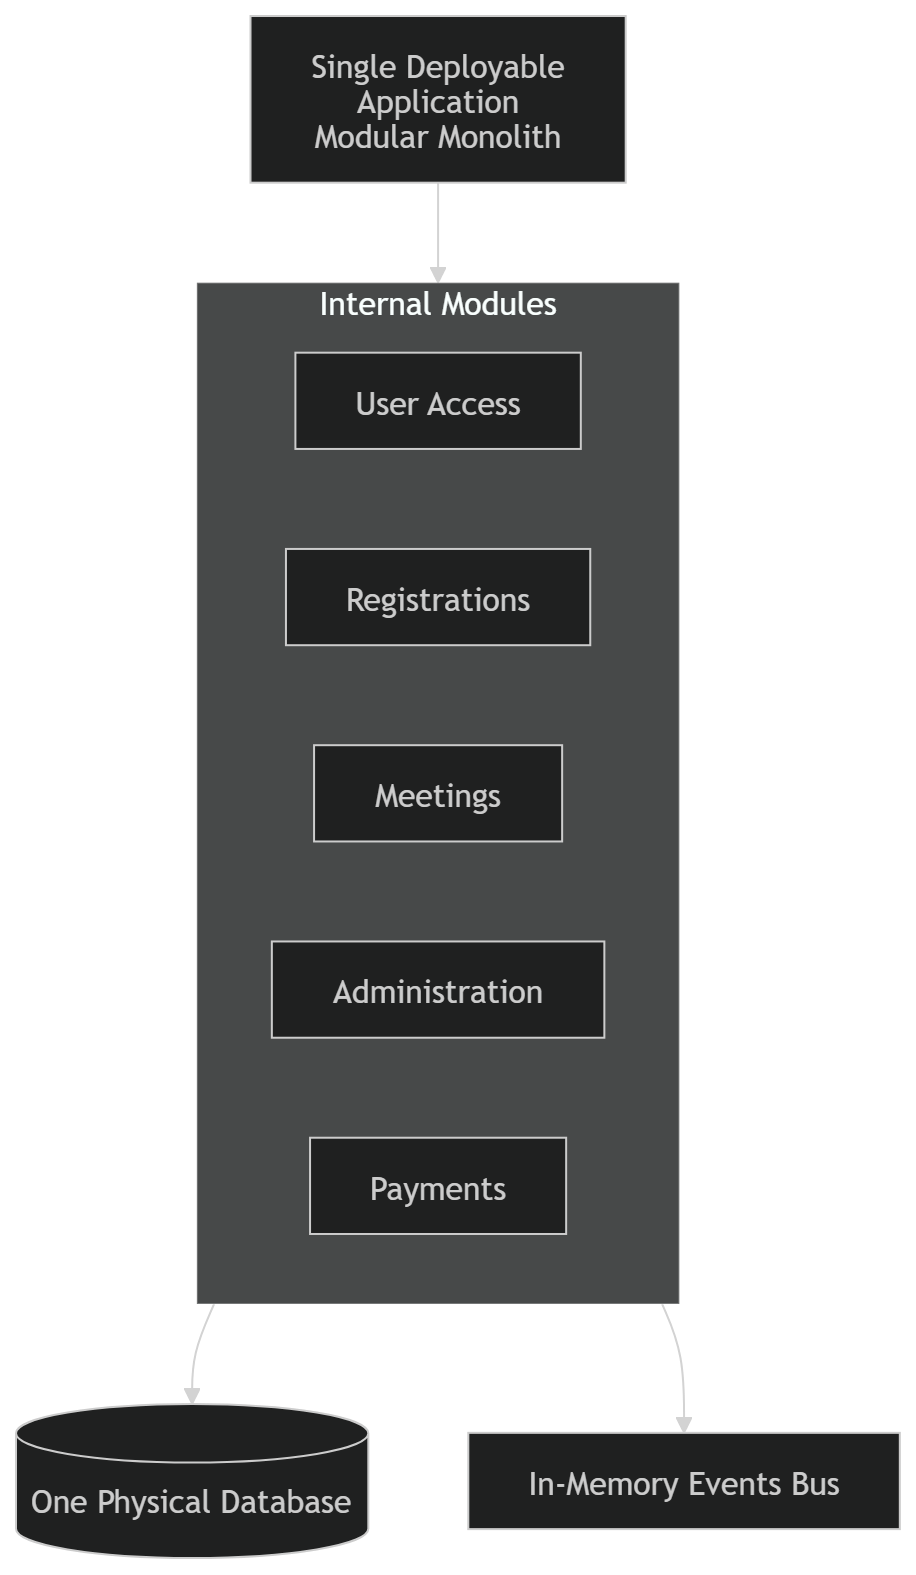 Single Deployable
Application
Modular Monolith
Internal Modules
User Access
Registrations
Meetings
Administration
Payments
One Physical Database
In-Memory Events Bus